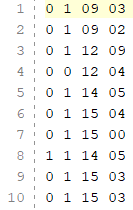 1 0 1 09 03
2 0 1 09 02
3 0 1 12 09
4 0 0 12 04
5 0 1 14 05
6 0 1 15 04
7 0 1 15 00
8 1 1 14 05
9 0 1 15 03
10 0 1 15 03